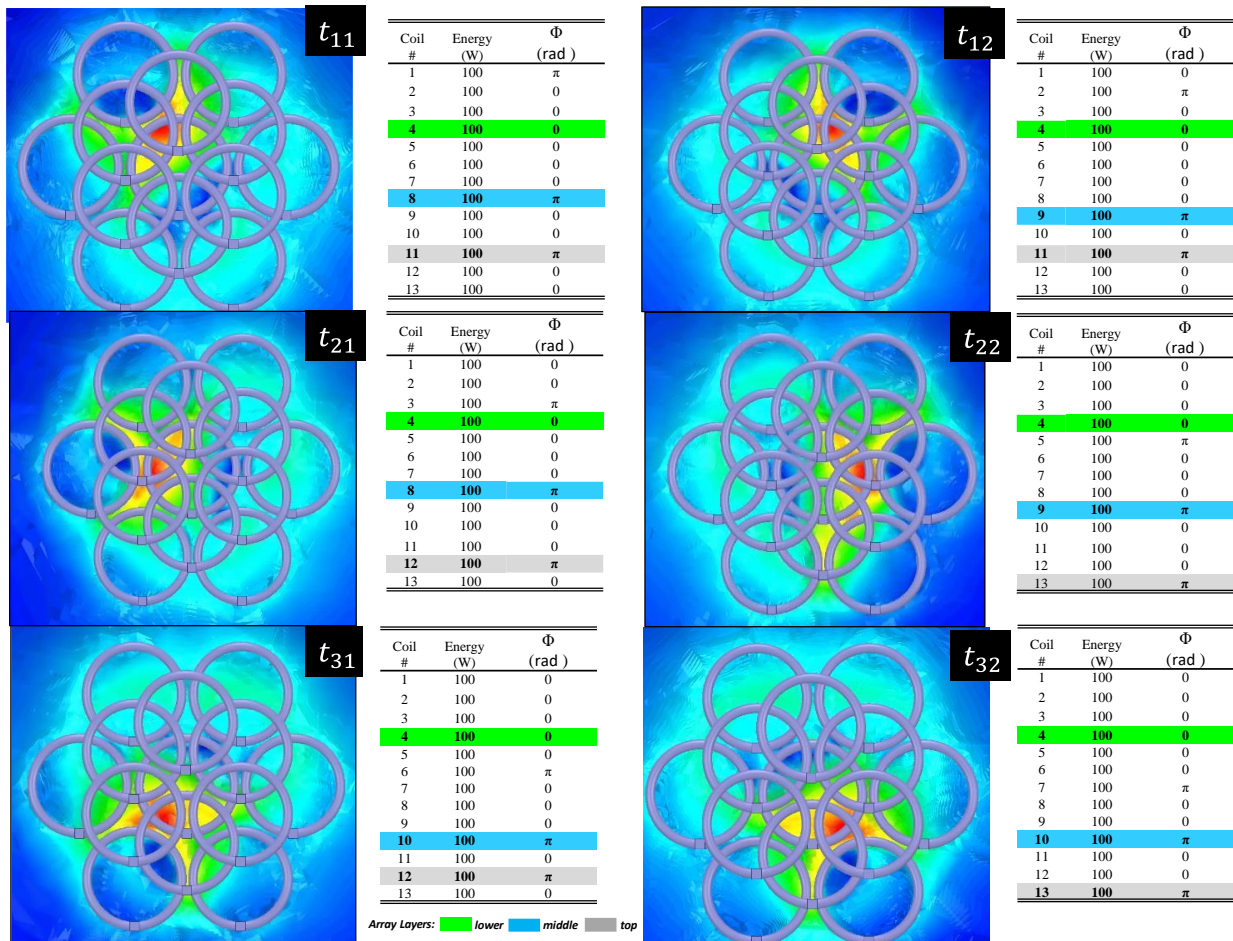 t11
Coil Energy Φ
# (W) (rad )
1 100 π
2 100 0
3 100 0
4 100 0
5 100 0
6 100 0
7 100 0
8 100 π
9 100 0
10 100 0
11 100 π
12 100 0
13 100 0
t12
Coil Energy Φ
# (W) (rad )
1 100 0
2 100 π
3 100 0
4 100 0
5 100 0
6 100 0
7 100 0
8 100 0
9 100 π
10 100 0
11 100 π
12 100 0
13 100 0
t21
Coil Energy Φ
# (W) (rad )
1 100 0
2 100 0
3 100 π
4 100 0
5 100 0
6 100 0
7 100 0
8 100 π
9 100 0
10 100 0
11 100 0
12 100 π
13 100 0
t22
Coil Energy Φ
# (W) (rad )
1 100 0
2 100 0
3 100 0
4 100 0
5 100 π
6 100 0
7 100 0
8 100 0
9 100 π
10 100 0
11 100 0
12 100 0
13 100 π
t31
Coil Energy Φ
# (W) (rad )
1 100 0
2 100 0
3 100 0
4 100 0
5 100 0
6 100 π
7 100 0
8 100 0
9 100 0
10 100 π
11 100 0
12 100 π
13 100 0
t32
Coil Energy Φ
# (W) (rad )
1 100 0
2 100 0
3 100 0
4 100 0
5 100 0
6 100 0
7 100 π
8 100 0
9 100 0
10 100 π
11 100 0
12 100 0
13 100 π
Array Layers: lower middle top